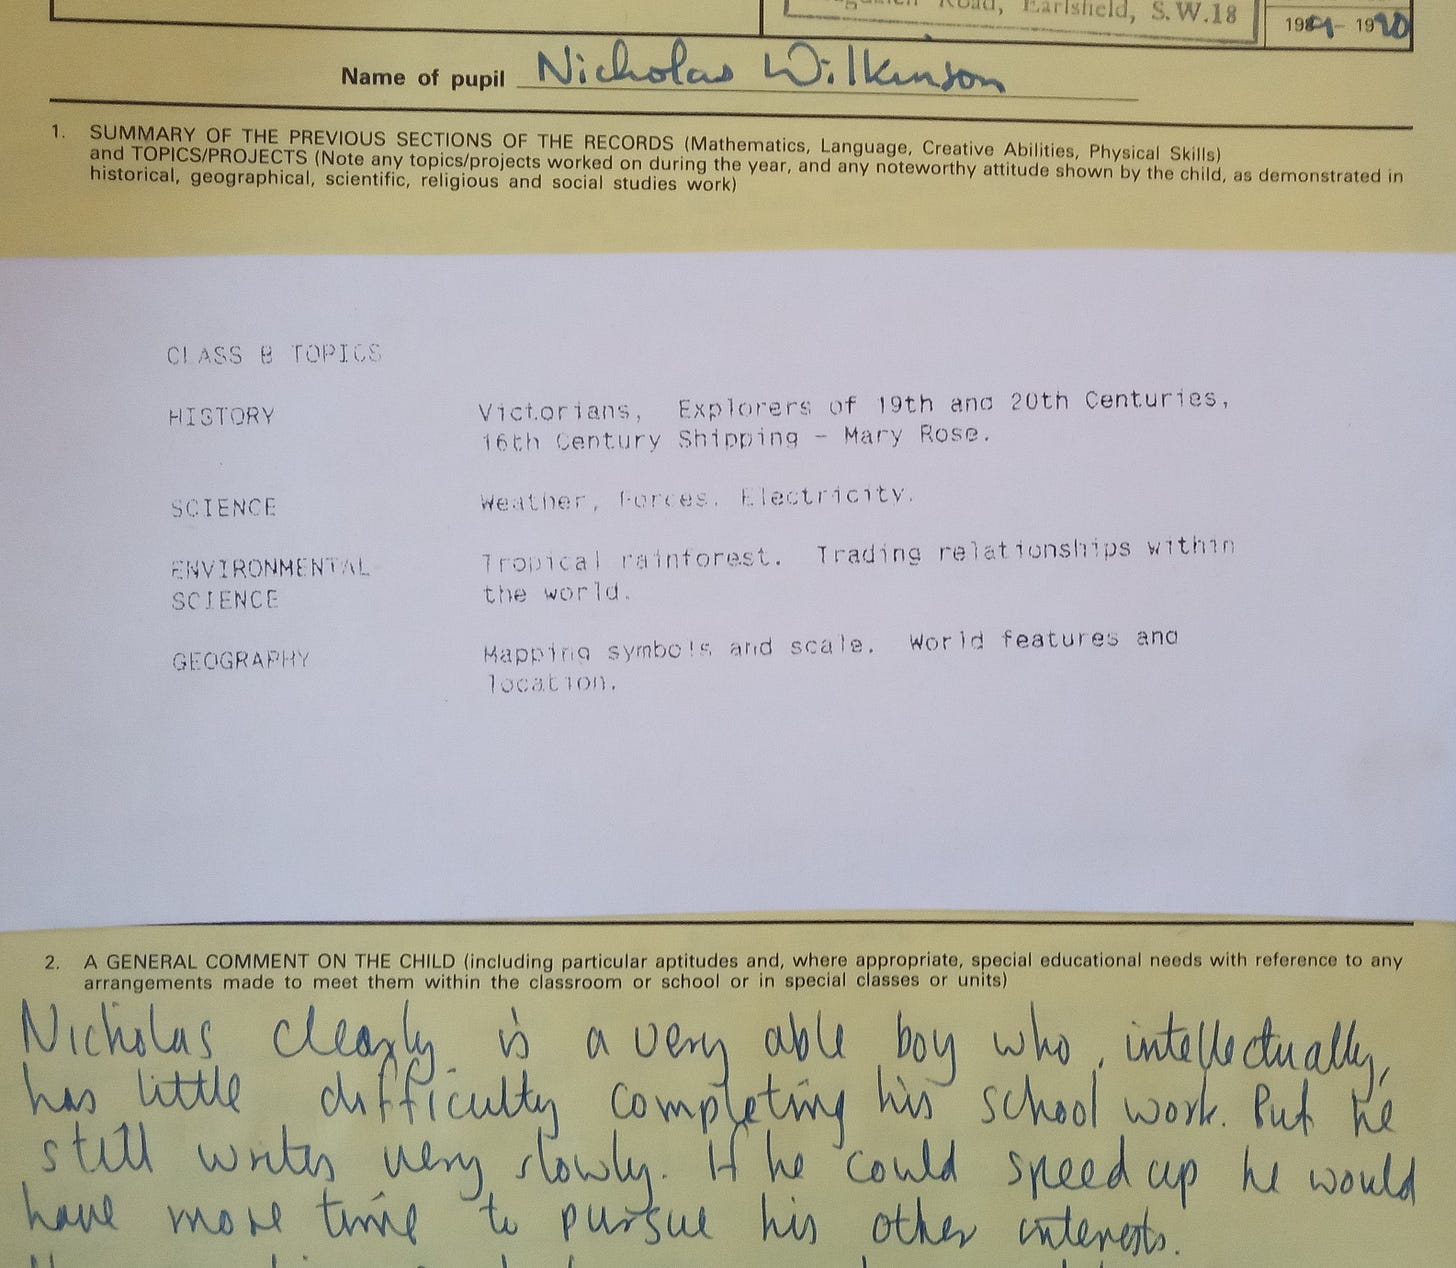 Road, Earlsfield, S.W.18
1989 - 1990
Name of pupil Nicholas Wilkinson
1. SUMMARY OF THE PREVIOUS SECTIONS OF THE RECORDS (Mathematics, Language, Creative Abilities, Physical Skills)
and TOPICS/PROJECTS (Note any topics/projects worked on during the year, and any noteworthy attitude shown by the child, as demonstrated in
historical, geographical, scientific, religious and social studies work)
CLASS B TOPICS
HISTORY Victorians, Explorers of 19th and 20th Centuries,
16th Century Shipping - Mary Rose.
SCIENCE Weather, Forces. Electricity.
ENVIRONMENTAL Tropical rainforest. Trading relationships within
SCIENCE the world.
GEOGRAPHY Mapping symbols and scale. World features and
location.
2. A GENERAL COMMENT ON THE CHILD (including particular aptitudes and, where appropriate, special educational needs with reference to any
arrangements made to meet them within the classroom or school or in special classes or units)
Nicholas clearly is a very able boy who, intellectually,
has little difficulty completing his school work. But he
still writes very slowly. If he could speed up he would
have more time to pursue his other interests.